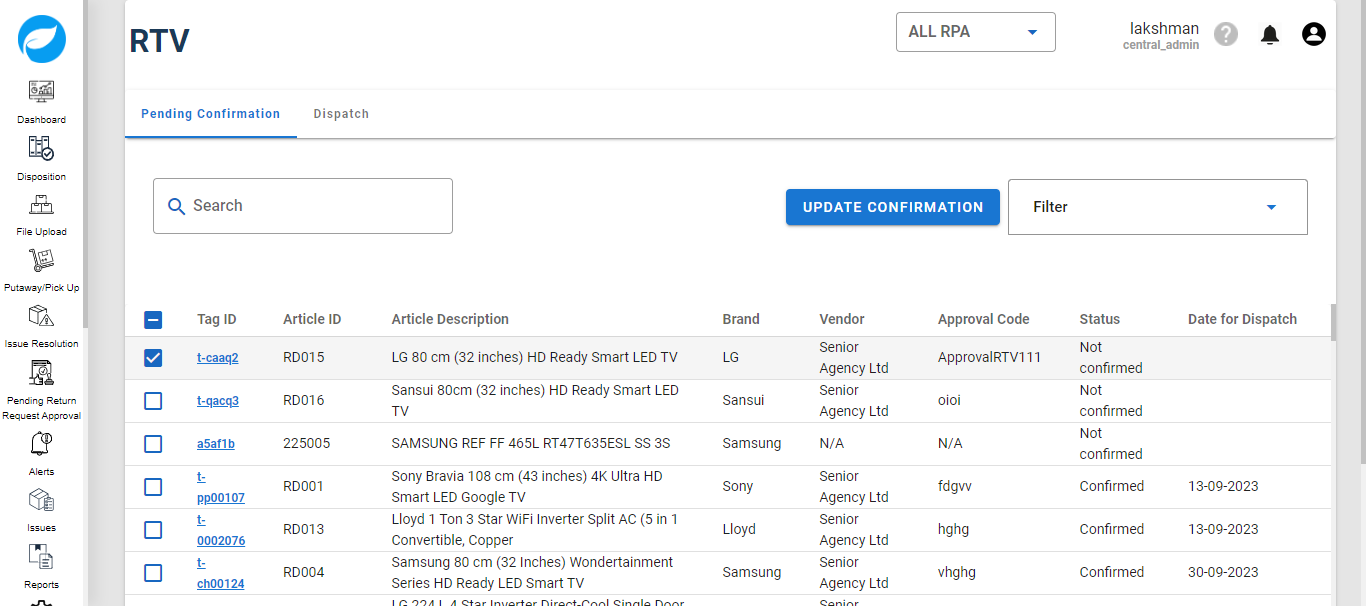 RTV
ALL RPA
lakshman
central_admin
?
Dashboard
Disposition
File Upload
Putaway/Pick Up
Issue Resolution
Pending Return
Request Approval
Alerts
Issues
Reports
Pending Confirmation Dispatch
Search
UPDATE CONFIRMATION
Filter
Tag ID Article ID Article Description Brand Vendor Approval Code Status Date for Dispatch
t-caaq2 RD015 LG 80 cm (32 inches) HD Ready Smart LED TV LG Senior
Agency Ltd ApprovalRTV111 Not
confirmed
t-qacq3 RD016 Sansui 80cm (32 inches) HD Ready Smart LED
TV Sansui Senior
Agency Ltd oioi Not
confirmed
a5af1b 225005 SAMSUNG REF FF 465L RT47T635ESL SS 3S Samsung N/A N/A Not
confirmed
t-
pp00107 RD001 Sony Bravia 108 cm (43 inches) 4K Ultra HD
Smart LED Google TV Sony Senior
Agency Ltd fdgvv Confirmed 13-09-2023
t-
0002076 RD013 Lloyd 1 Ton 3 Star WiFi Inverter Split AC (5 in 1
Convertible, Copper Lloyd Senior
Agency Ltd hghg Confirmed 13-09-2023
t-
ch00124 RD004 Samsung 80 cm (32 Inches) Wondertainment
Series HD Ready LED Smart TV Samsung Senior
Agency Ltd vhghg Confirmed 30-09-2023
LG 224 L 4 Star Inverter Direct-Cool Single Door Senior